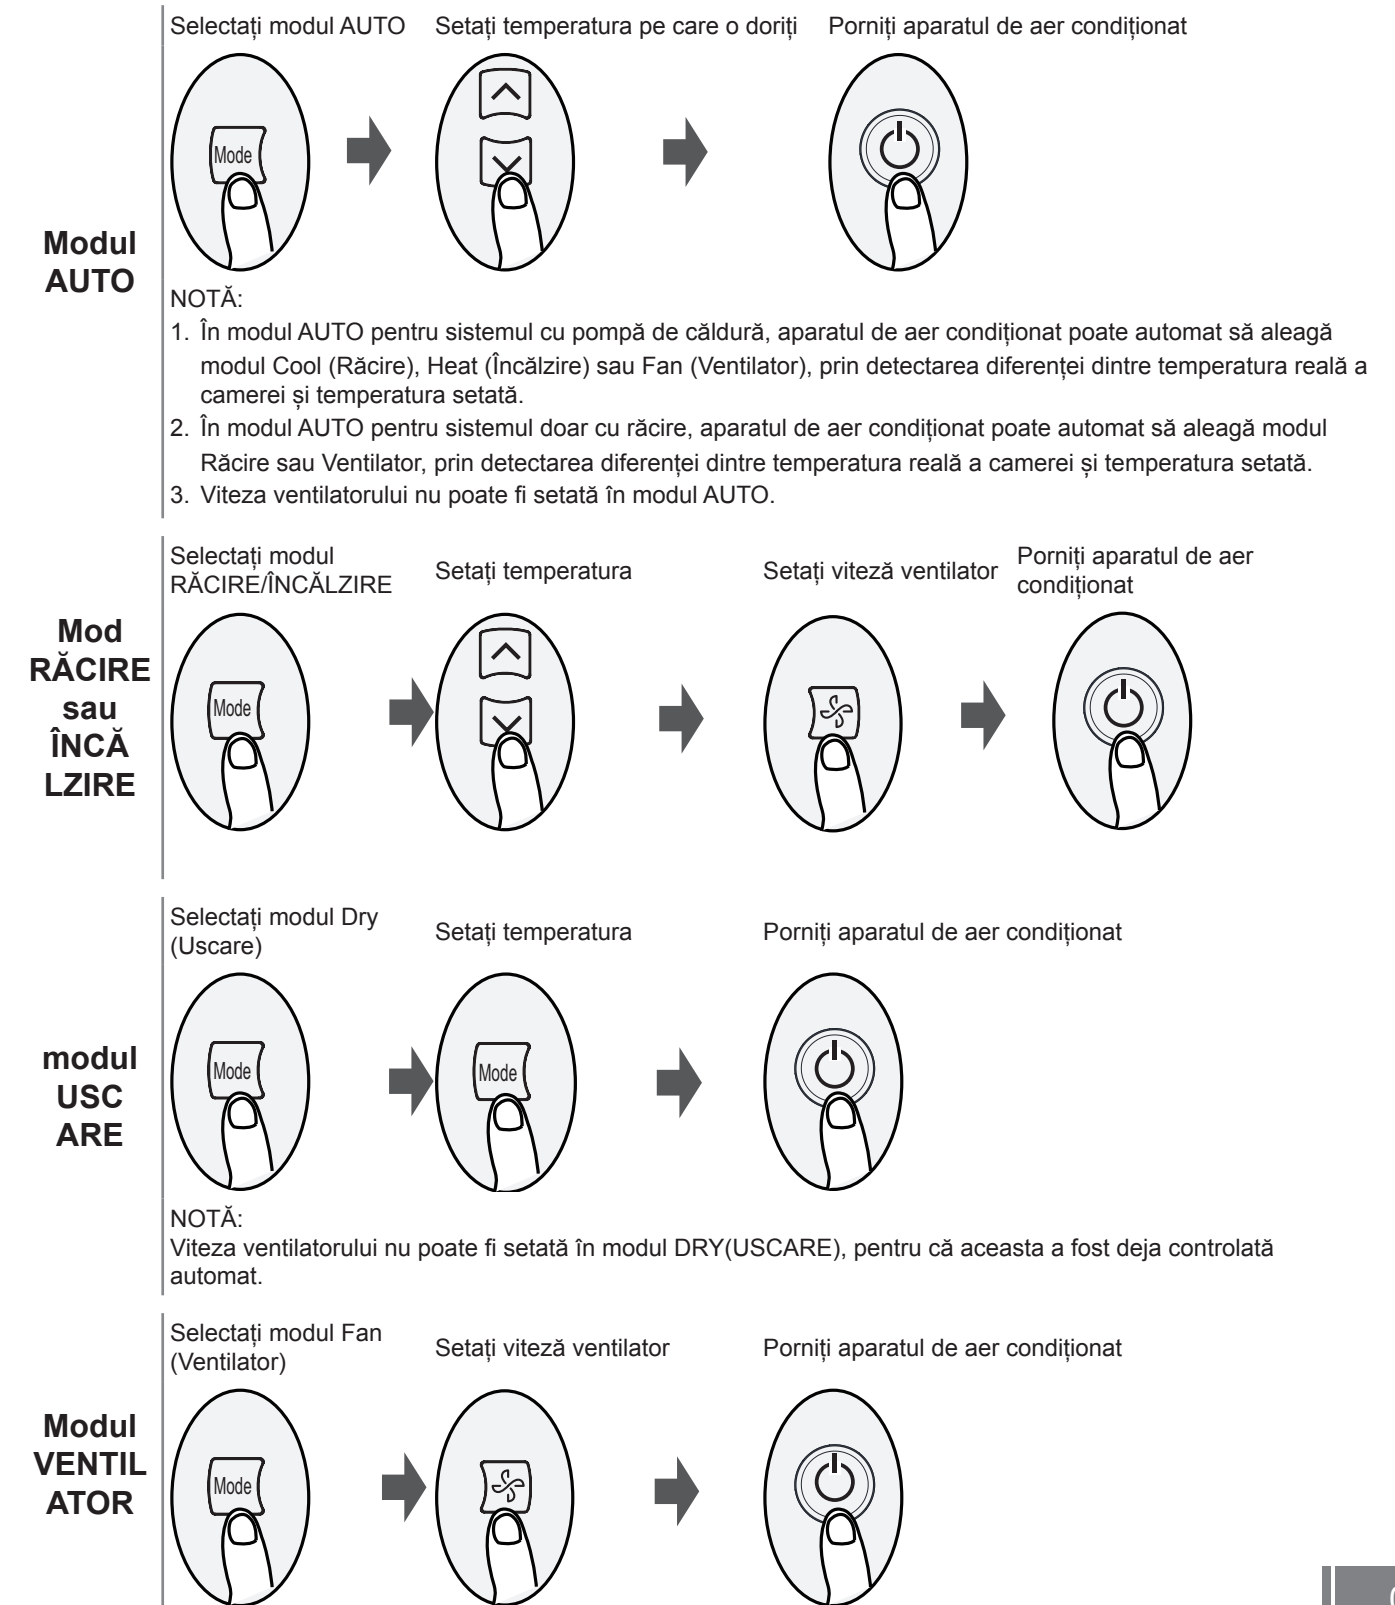 Selectați modul AUTO
Setați temperatura pe care o doriți
Porniți aparatul de aer condiționat
Mode
Modul
AUTO
NOTĂ:
1. În modul AUTO pentru sistemul cu pompă de căldură, aparatul de aer condiționat poate automat să aleagă
modul Cool (Răcire), Heat (Încălzire) sau Fan (Ventilator), prin detectarea diferenței dintre temperatura reală a
camerei și temperatura setată.
2. În modul AUTO pentru sistemul doar cu răcire, aparatul de aer condiționat poate automat să aleagă modul
Răcire sau Ventilator, prin detectarea diferenței dintre temperatura reală a camerei și temperatura setată.
3. Viteza ventilatorului nu poate fi setată în modul AUTO.
Mod
RĂCIRE
sau
ÎNCĂ
LZIRE
Selectați modul
RĂCIRE/ÎNCĂLZIRE
Setați temperatura
Setați viteză ventilator
Porniți aparatul de aer
condiționat
Mode
modul
USC
ARE
Selectați modul Dry
(Uscare)
Setați temperatura
Porniți aparatul de aer condiționat
Mode
Mode
NOTĂ:
Viteza ventilatorului nu poate fi setată în modul DRY(USCARE), pentru că aceasta a fost deja controlată
automat.
Modul
VENTIL
ATOR
Selectați modul Fan
(Ventilator)
Setați viteză ventilator
Porniți aparatul de aer condiționat
Mode